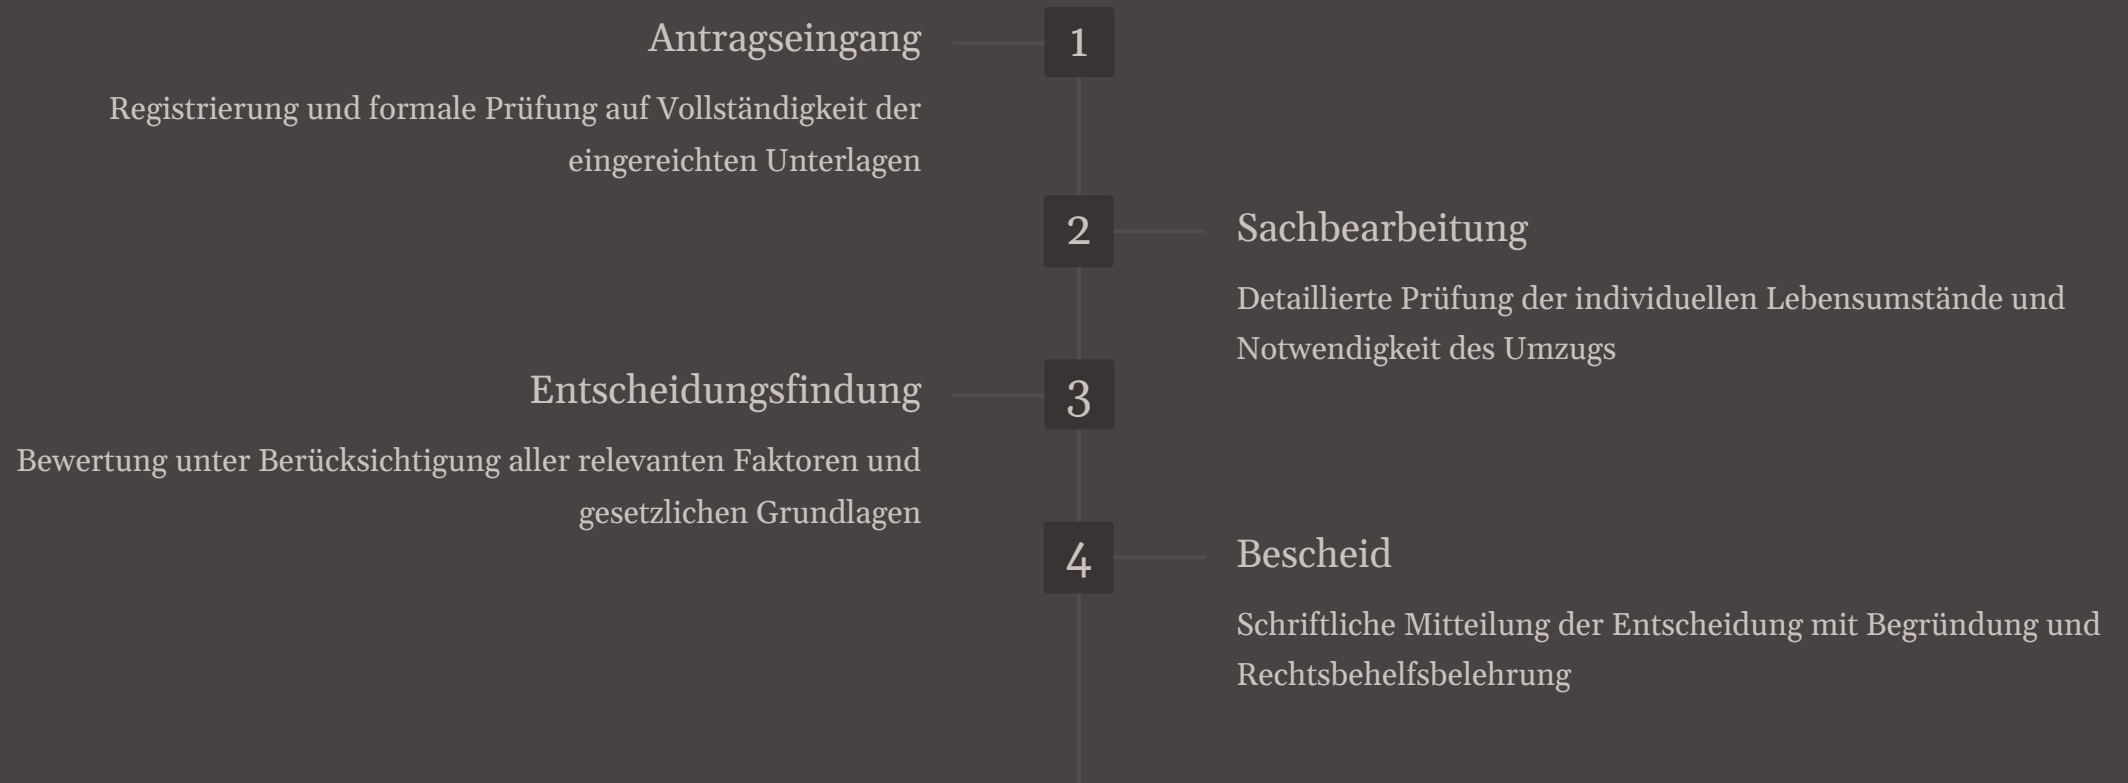 1
Antragseingang
Registrierung und formale Prüfung auf Vollständigkeit der
eingereichten Unterlagen
2
Sachbearbeitung
Detaillierte Prüfung der individuellen Lebensumstände und
Notwendigkeit des Umzugs
3
Entscheidungsfindung
Bewertung unter Berücksichtigung aller relevanten Faktoren und
gesetzlichen Grundlagen
4
Bescheid
Schriftliche Mitteilung der Entscheidung mit Begründung und
Rechtsbehelfsbelehrung